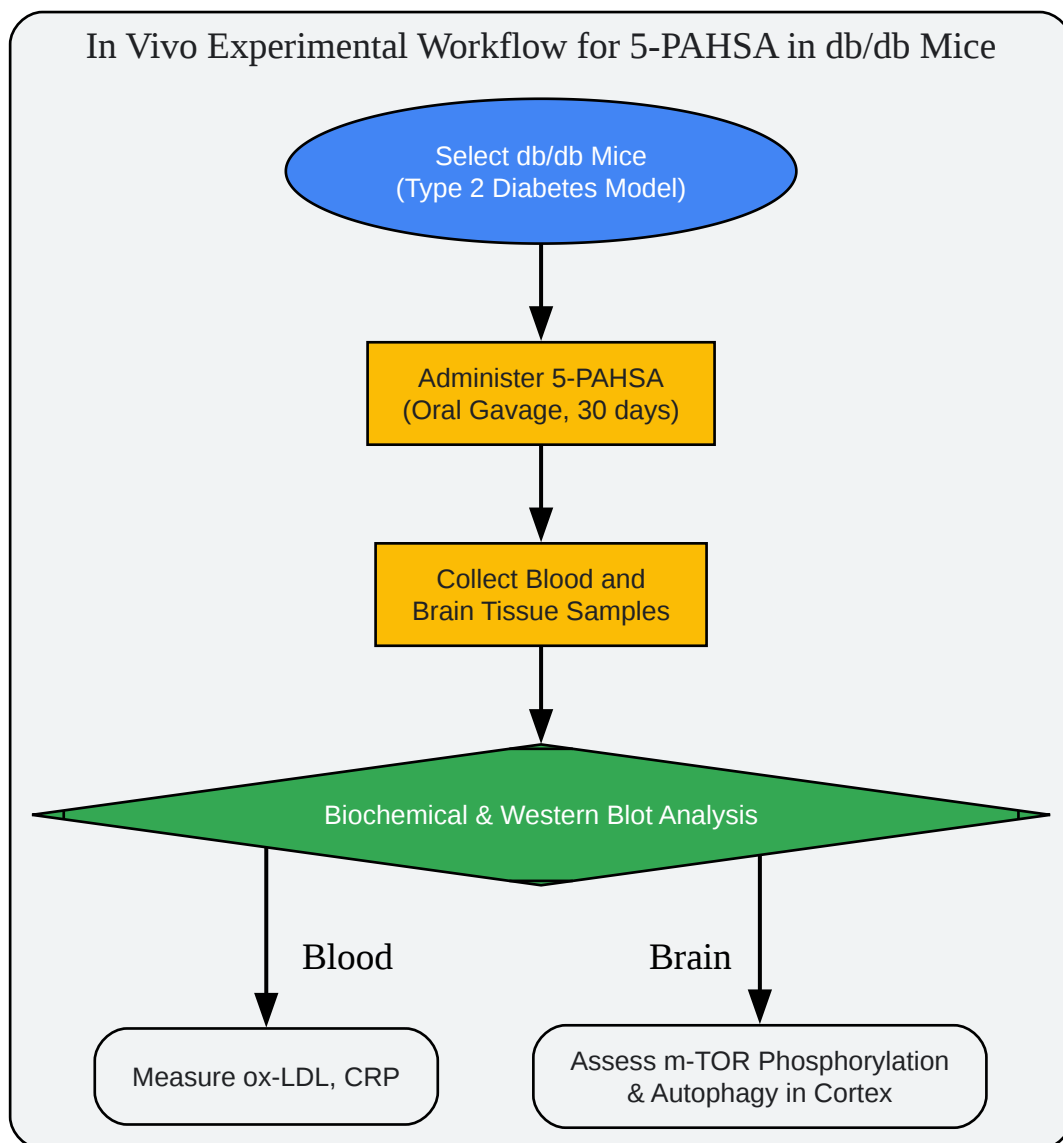 In Vivo Experimental Workflow for 5-PAHSA in db/db Mice
Select db/db Mice
(Type 2 Diabetes Model)
Administer 5-PAHSA
(Oral Gavage, 30 days)
Collect Blood and
Brain Tissue Samples
Biochemical & Western Blot Analysis
Blood
Brain
Measure ox-LDL, CRP
Assess m-TOR Phosphorylation
& Autophagy in Cortex